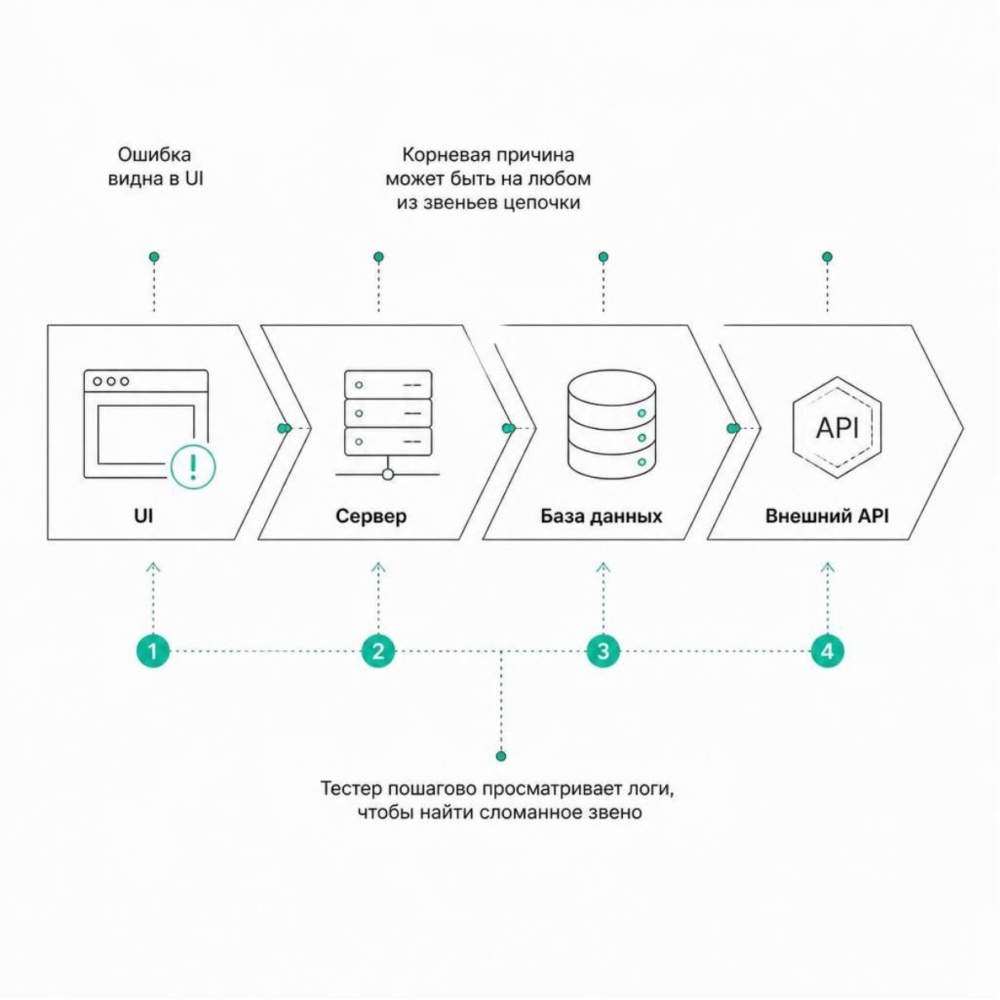 Ошибка
видна в UI
Корневая причина
может быть на любом
из звеньев цепочки
!
API
UI
Сервер
База данных
Внешний API
1
2
3
4
Тестер пошагово просматривает логи,
чтобы найти сломанное звено